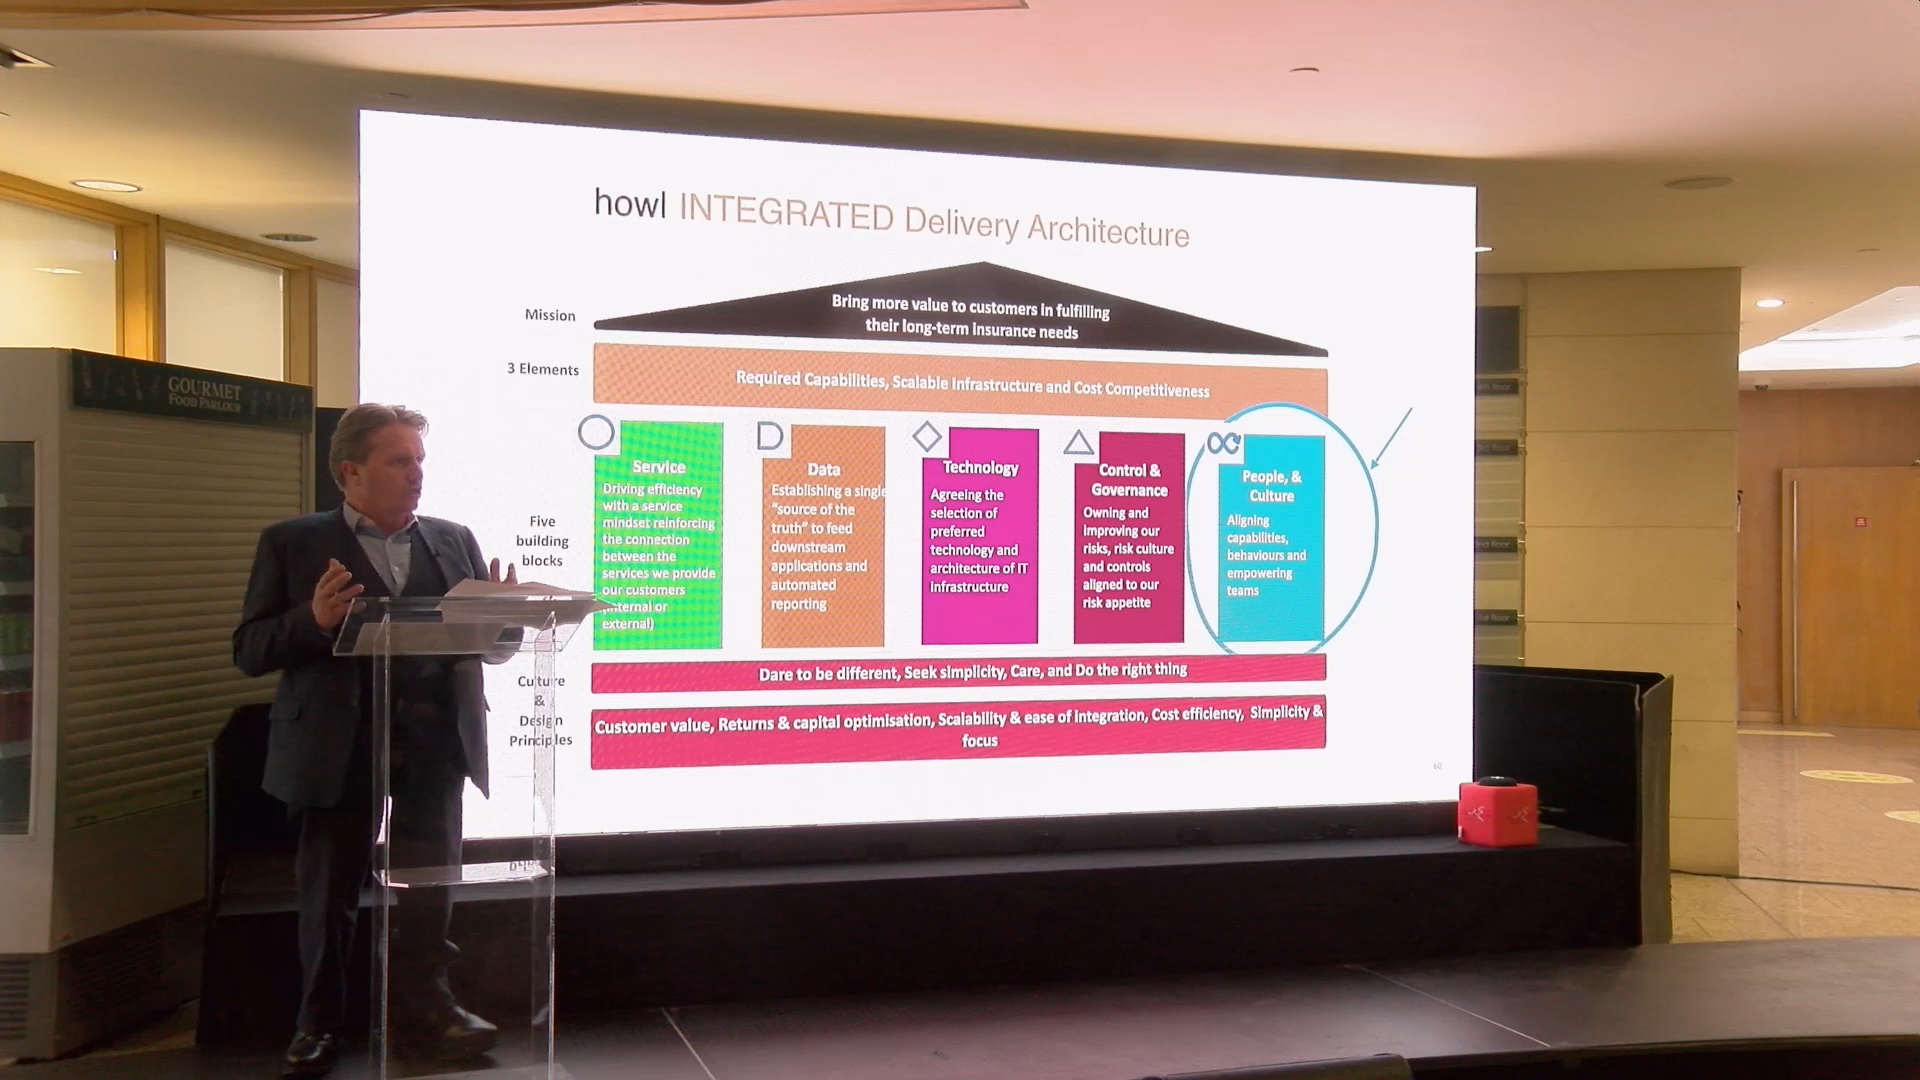 howl INTEGRATED Delivery Architecture
Mission
Bring more value to customers in fulfilling
their long-term insurance needs
3 Elements
Required Capabilities, Scalable Infrastructure and Cost Competitiveness
GOURMET
FOOD PARLOUR
Five
building
blocks
Service
Driving efficiency
with a service
mindset reinforcing
the connection
between the
services we provide
our customers
(internal or
external)
Data
Establishing a single
"source of the
truth" to feed
downstream
applications and
automated
reporting
Technology
Agreeing the
selection of
preferred
technology and
architecture of IT
infrastructure
Control &
Governance
Owning and
improving our
risks, risk culture
and controls
aligned to our
risk appetite
People, &
Culture
Aligning
capabilities,
behaviours and
empowering
teams
Culture
&
Design
Principles
Dare to be different, Seek simplicity, Care, and Do the right thing
Customer value, Returns & capital optimisation, Scalability & ease of integration, Cost efficiency, Simplicity &
focus
60